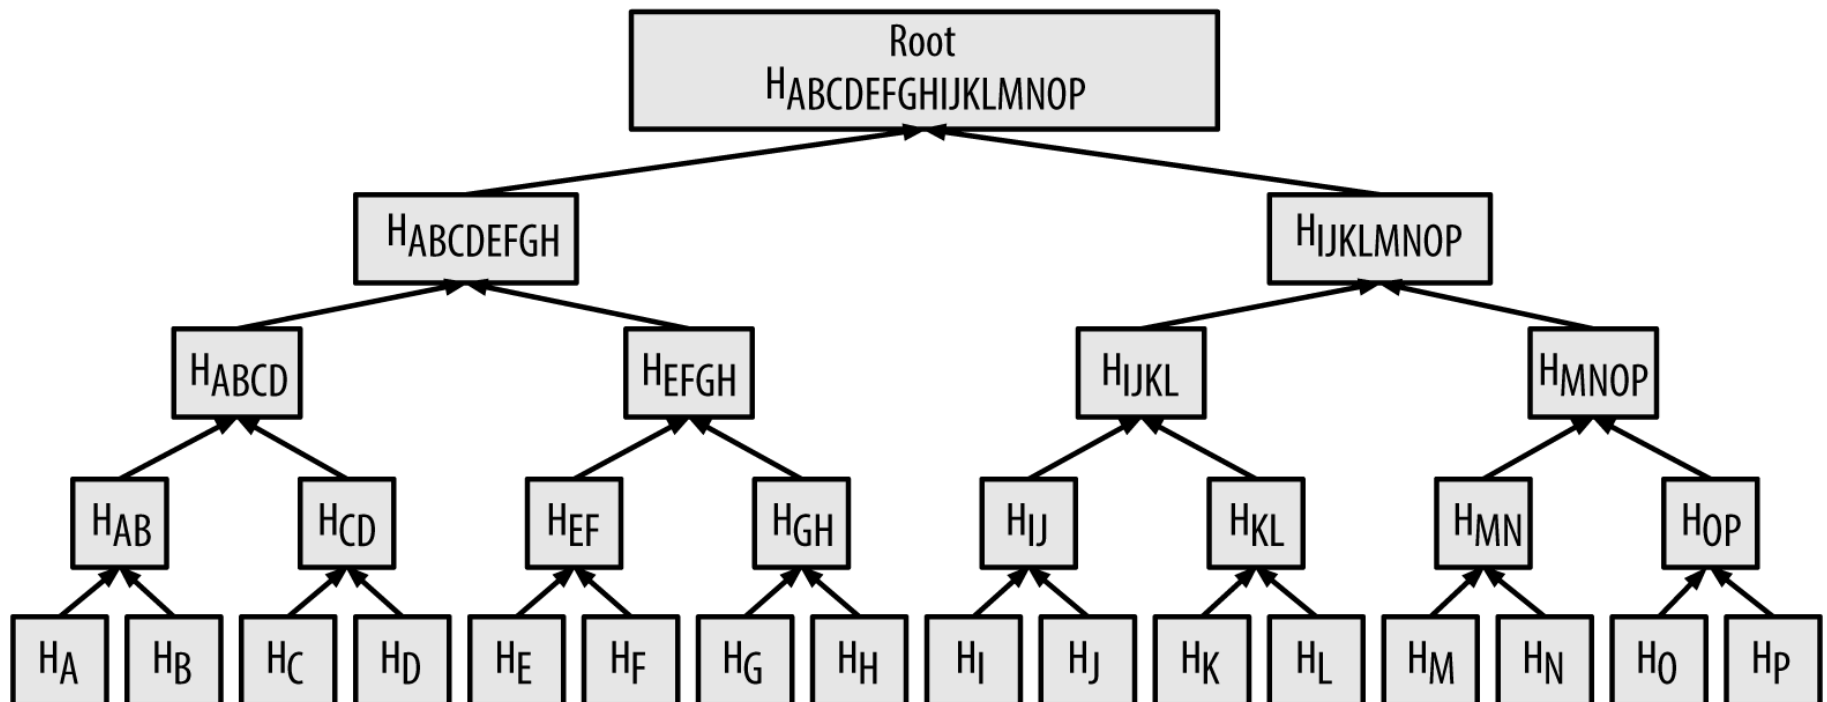 Root
HABCDEFGHIJKLMNOP
HABCDEFGH
HIJKLMNOP
HABCD
HEFGH
HIJKL
HMNOP
HAB
HCD
HEF
HGH
HIJ
HKL
HMN
HOP
HA
HB
HC
HD
HE
HF
HG
HH
HI
HJ
HK
HL
HM
HN
HO
HP